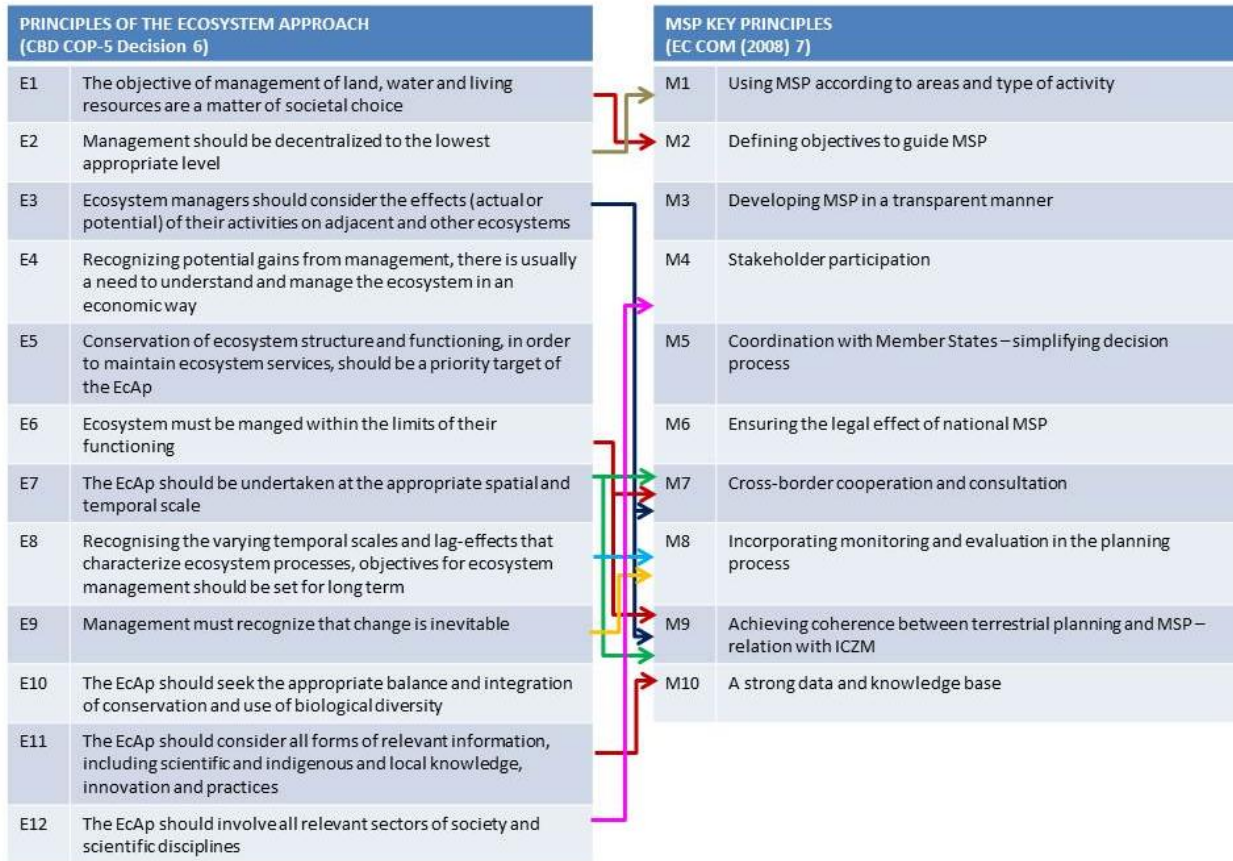 PRINCIPLES OF THE ECOSYSTEM APPROACH
(CBD COP-5 Decision 6)
E1 The objective of management of land, water and living
resources are a matter of societal choice
E2 Management should be decentralized to the lowest
appropriate level
E3 Ecosystem managers should consider the effects (actual or
potential) of their activities on adjacent and other ecosystems
E4 Recognizing potential gains from management, there is usually
a need to understand and manage the ecosystem in an
economic way
E5 Conservation of ecosystem structure and functioning, in order
to maintain ecosystem services, should be a priority target of
the EcAp
E6 Ecosystem must be manged within the limits of their
functioning
E7 The EcAp should be undertaken at the appropriate spatial and
temporal scale
E8 Recognising the varying temporal scales and lag-effects that
characterize ecosystem processes, objectives for ecosystem
management should be set for long term
E9 Management must recognize that change is inevitable
E10 The EcAp should seek the appropriate balance and integration
of conservation and use of biological diversity
E11 The EcAp should consider all forms of relevant information,
including scientific and indigenous and local knowledge,
innovation and practices
E12 The EcAp should involve all relevant sectors of society and
scientific disciplines
MSP KEY PRINCIPLES
(EC COM (2008) 7)
M1 Using MSP according to areas and type of activity
M2 Defining objectives to guide MSP
M3 Developing MSP in a transparent manner
M4 Stakeholder participation
M5 Coordination with Member States – simplifying decision
process
M6 Ensuring the legal effect of national MSP
M7 Cross-border cooperation and consultation
M8 Incorporating monitoring and evaluation in the planning
process
M9 Achieving coherence between terrestrial planning and MSP –
relation with ICZM
M10 A strong data and knowledge base